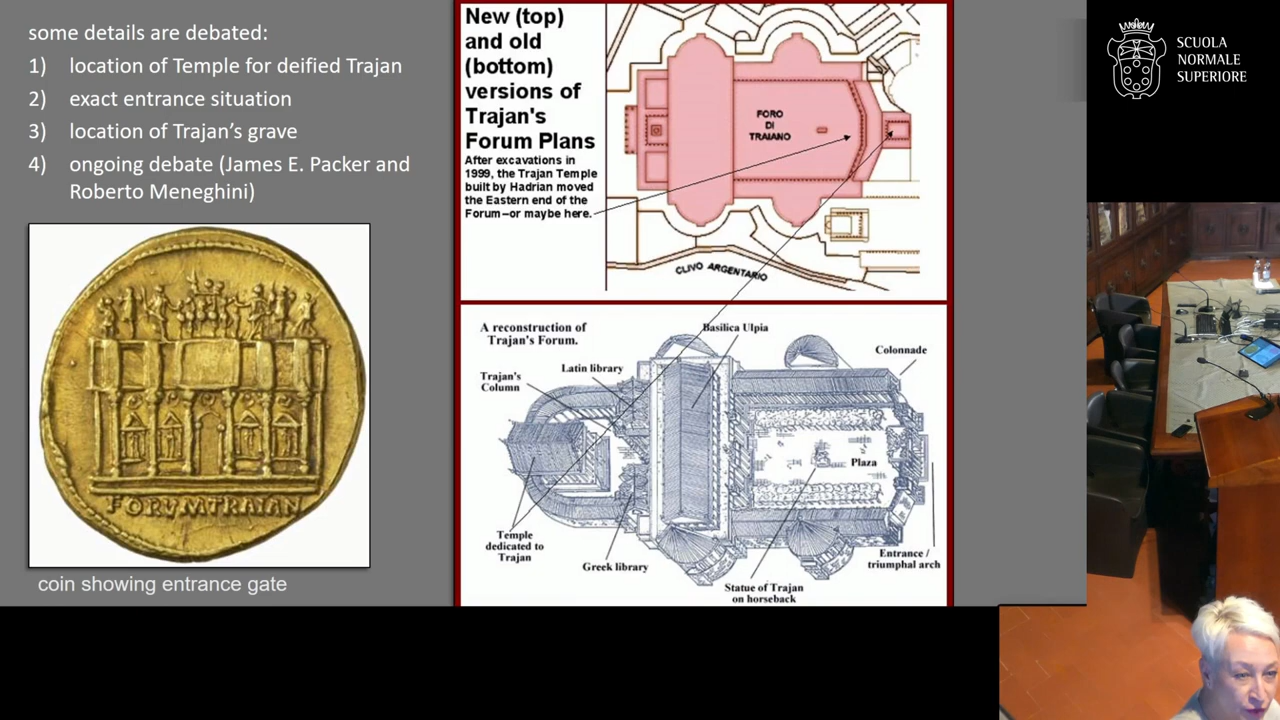 some details are debated:
1) location of Temple for deified Trajan
2) exact entrance situation
3) location of Trajan’s grave
4) ongoing debate (James E. Packer and
Roberto Meneghini)
FORVMTRAIAN
coin showing entrance gate
New (top)
and old
(bottom)
versions of
Trajan's
Forum Plans
After excavations in
1999, the Trajan Temple
built by Hadrian moved
the Eastern end of the
Forum–or maybe here.
FORO
DI
TRAIANO
CLIVO ARGENTARIO
A reconstruction of
Trajan's Forum.
Basilica Ulpia
Colonnade
Latin library
Trajan's
Column
Plaza
Temple
dedicated to
Trajan
Greek library
Entrance /
triumphal arch
Statue of Trajan
on horseback
SCUOLA
NORMALE
SUPERIORE